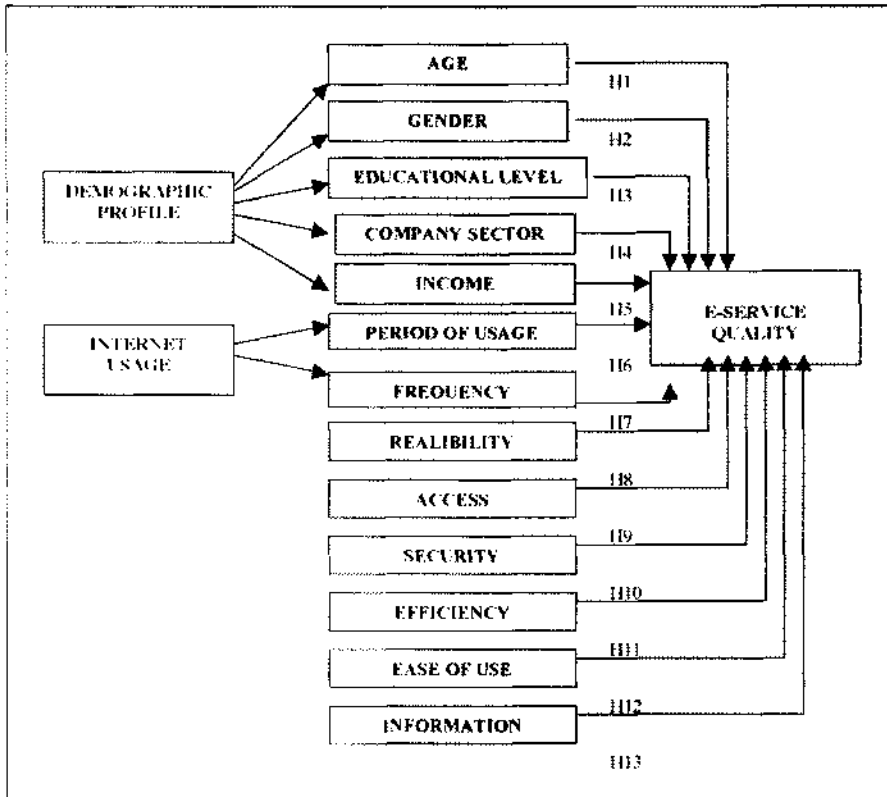 AGE
H1
GENDER
H2
EDUCATIONAL LEVEL
H3
DEMOGRAPHIC
PROFILE
COMPANY SECTOR
H4
INCOME
H5
E-SERVICE
QUALITY
PERIOD OF USAGE
H6
INTERNET
USAGE
FREQUENCY
H7
REALIBILITY
H8
ACCESS
H9
SECURITY
H10
EFFICIENCY
H11
EASE OF USE
H12
INFORMATION
H13